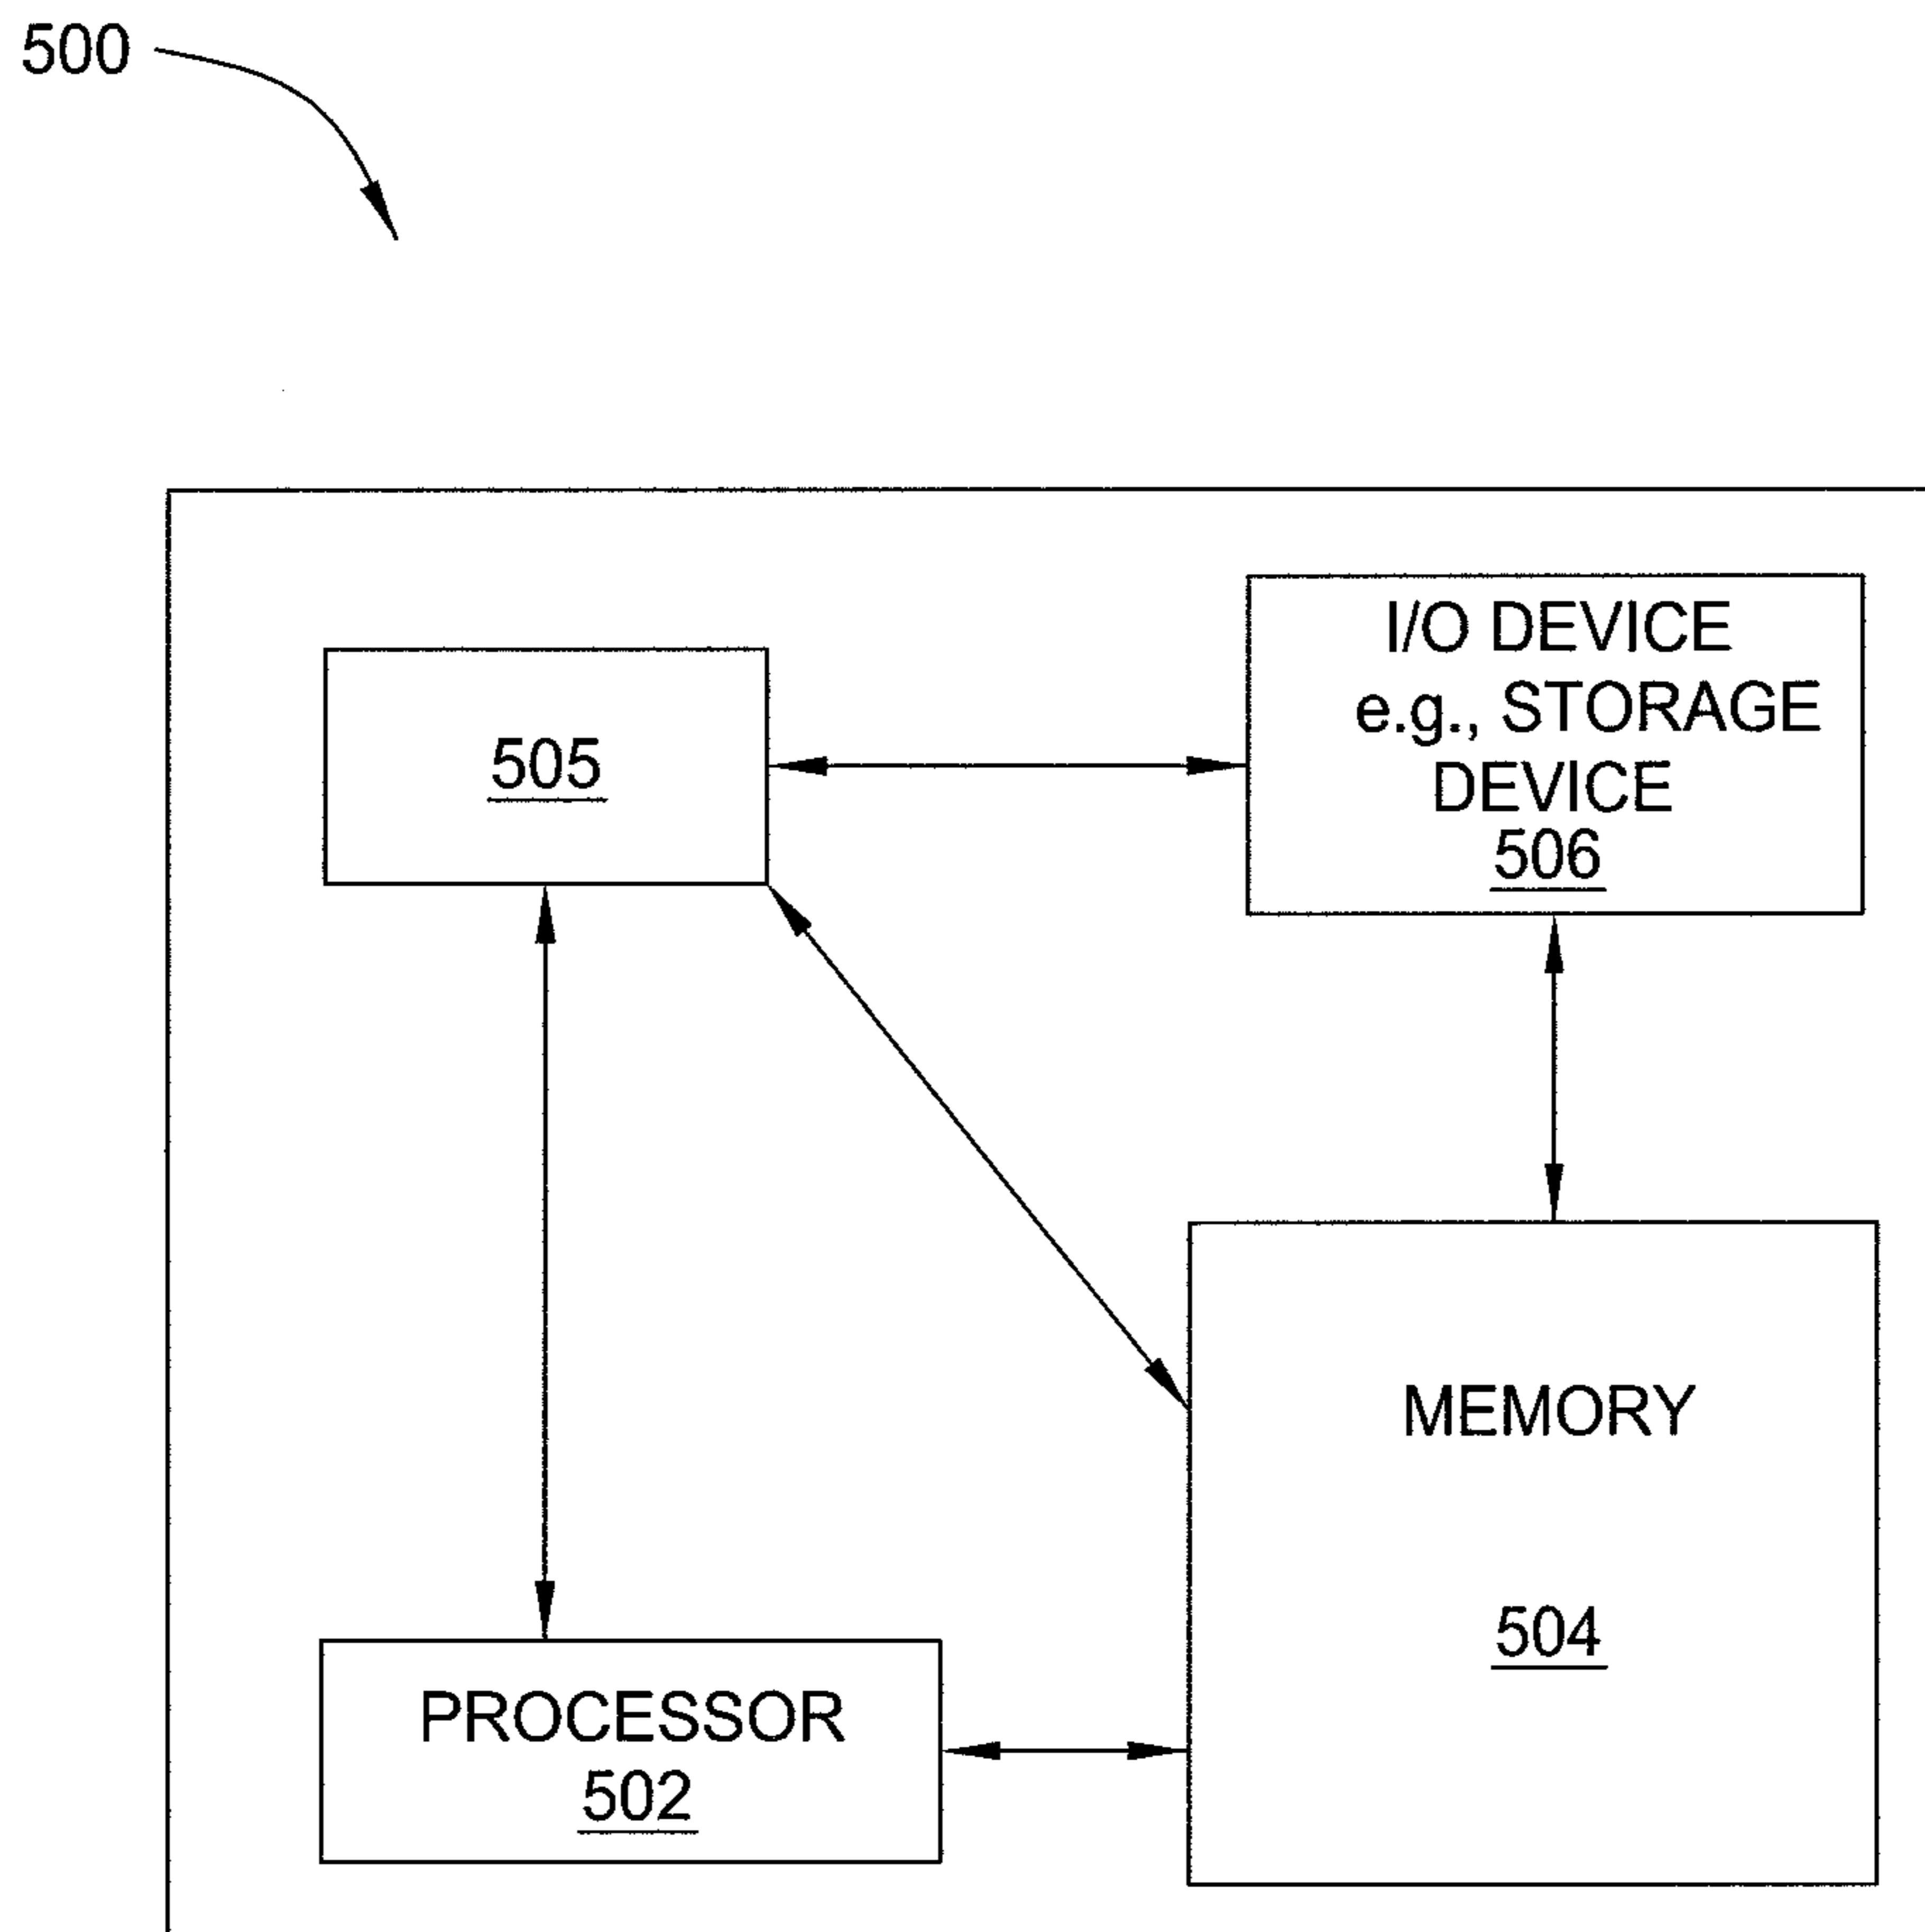 500
505
I/O DEVICE
e.g., STORAGE
DEVICE
506
MEMORY
504
PROCESSOR
502